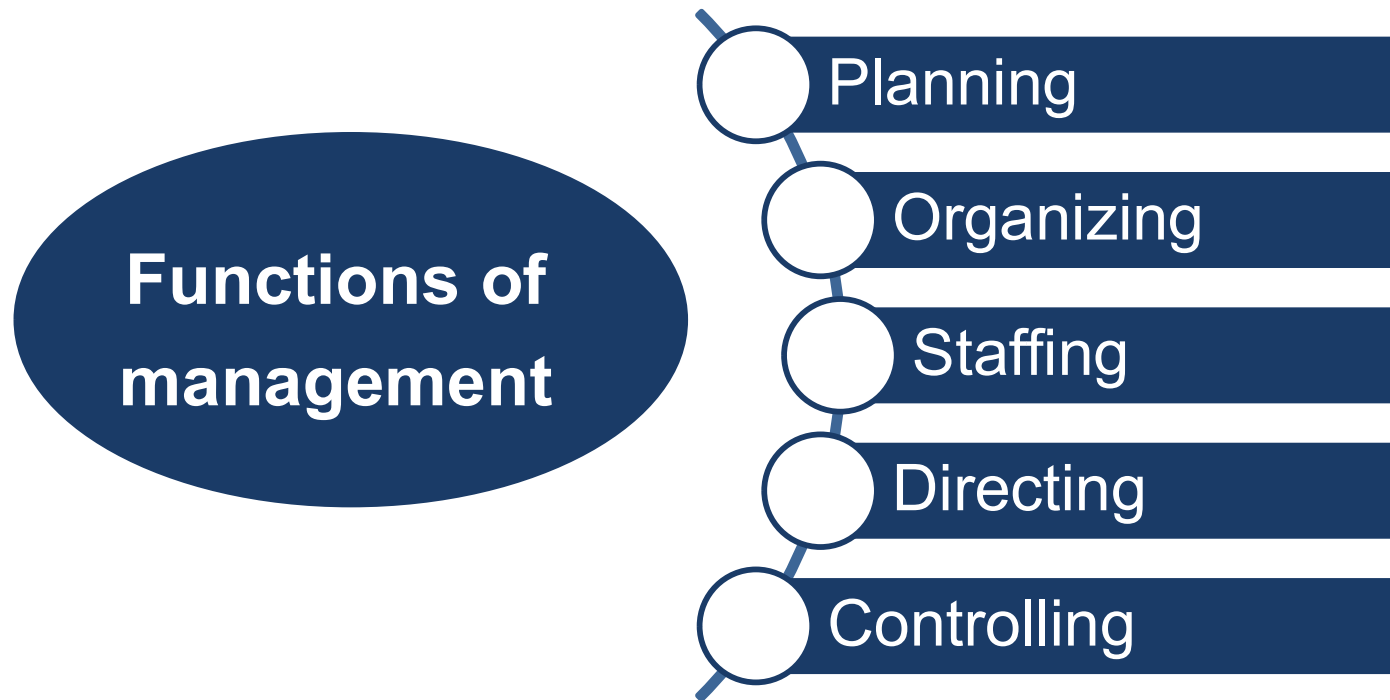 Functions of
management
Planning
Organizing
Staffing
Directing
Controlling